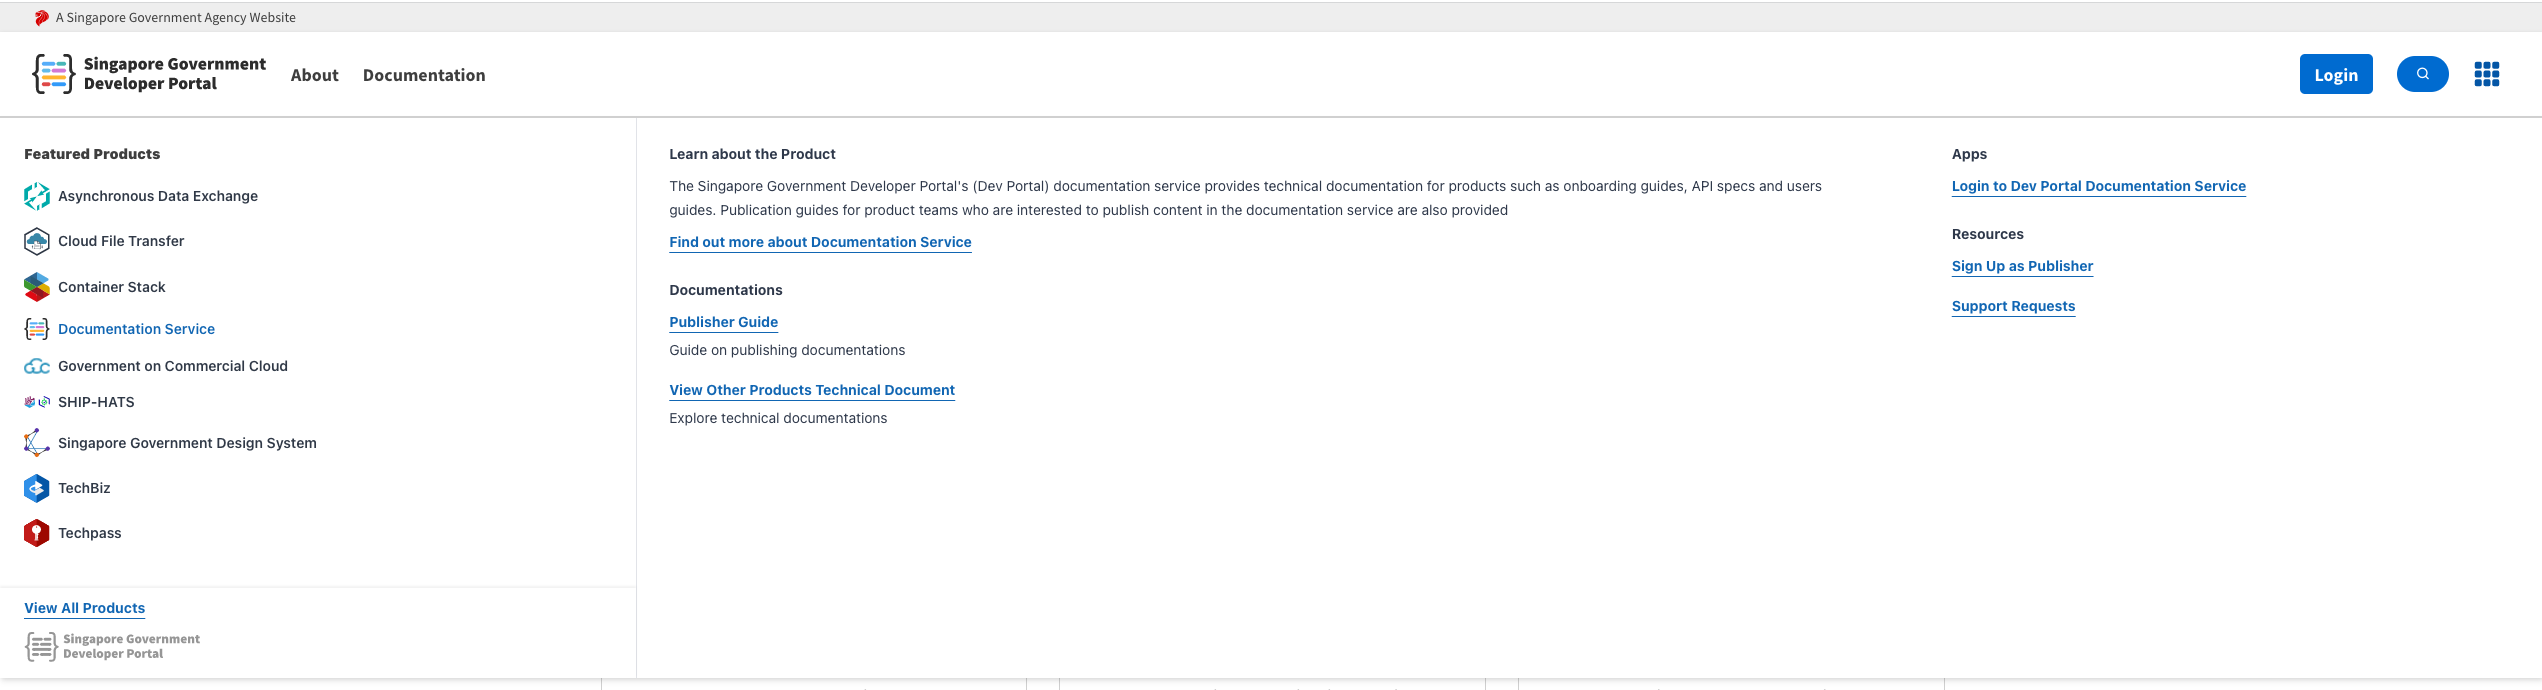 A Singapore Government Agency Website
Singapore Government
Developer Portal
About
Documentation
Login
Featured Products
Asynchronous Data Exchange
Cloud File Transfer
Container Stack
Documentation Service
Government on Commercial Cloud
SHIP-HATS
Singapore Government Design System
TechBiz
Techpass
View All Products
Singapore Government
Developer Portal
Learn about the Product
The Singapore Government Developer Portal's (Dev Portal) documentation service provides technical documentation for products such as onboarding guides, API specs and users
guides. Publication guides for product teams who are interested to publish content in the documentation service are also provided
Find out more about Documentation Service
Documentations
Publisher Guide
Guide on publishing documentations
View Other Products Technical Document
Explore technical documentations
Apps
Login to Dev Portal Documentation Service
Resources
Sign Up as Publisher
Support Requests